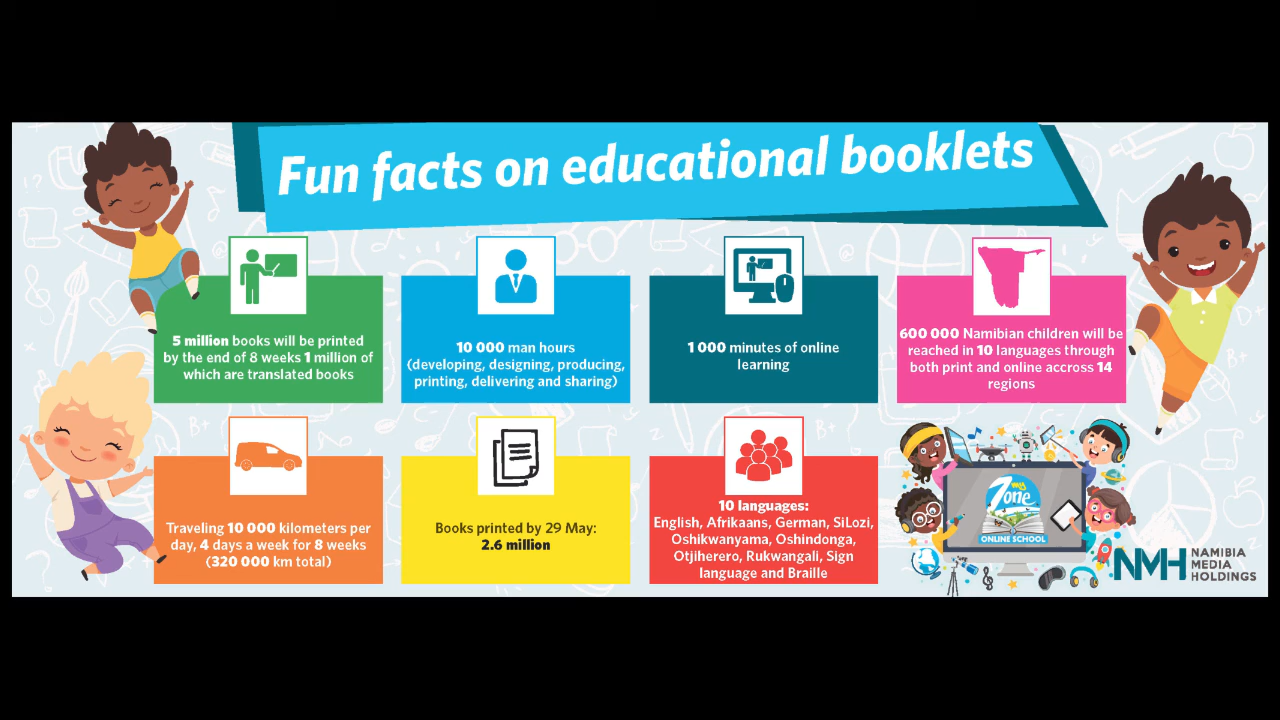 Fun facts on educational booklets
5 million books will be printed
by the end of 8 weeks 1 million of
which are translated books
10 000 man hours
(developing, designing, producing,
printing, delivering and sharing)
1 000 minutes of online
learning
600 000 Namibian children will be
reached in 10 languages through
both print and online accross 14
regions
Traveling 10 000 kilometers per
day, 4 days a week for 8 weeks
(320 000 km total)
Books printed by 29 May:
2.6 million
10 languages:
English, Afrikaans, German, SiLozi,
Oshikwanyama, Oshindonga,
Otjiherero, Rukwangali, Sign
language and Braille
my
Zone
ONLINE SCHOOL
NMH
NAMIBIA
MEDIA
HOLDINGS